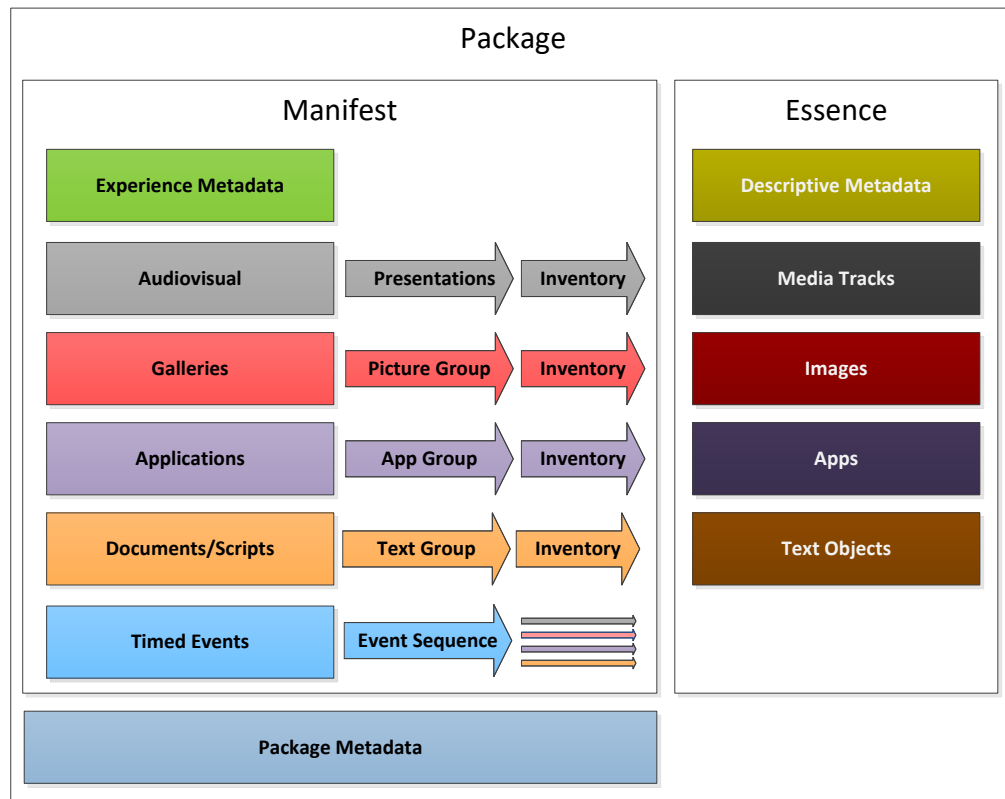 Package
Manifest
Essence
Experience Metadata
Descriptive Metadata
Audiovisual
Presentations
Inventory
Media Tracks
Galleries
Picture Group
Inventory
Images
Applications
App Group
Inventory
Apps
Documents/Scripts
Text Group
Inventory
Text Objects
Timed Events
Event Sequence
Package Metadata